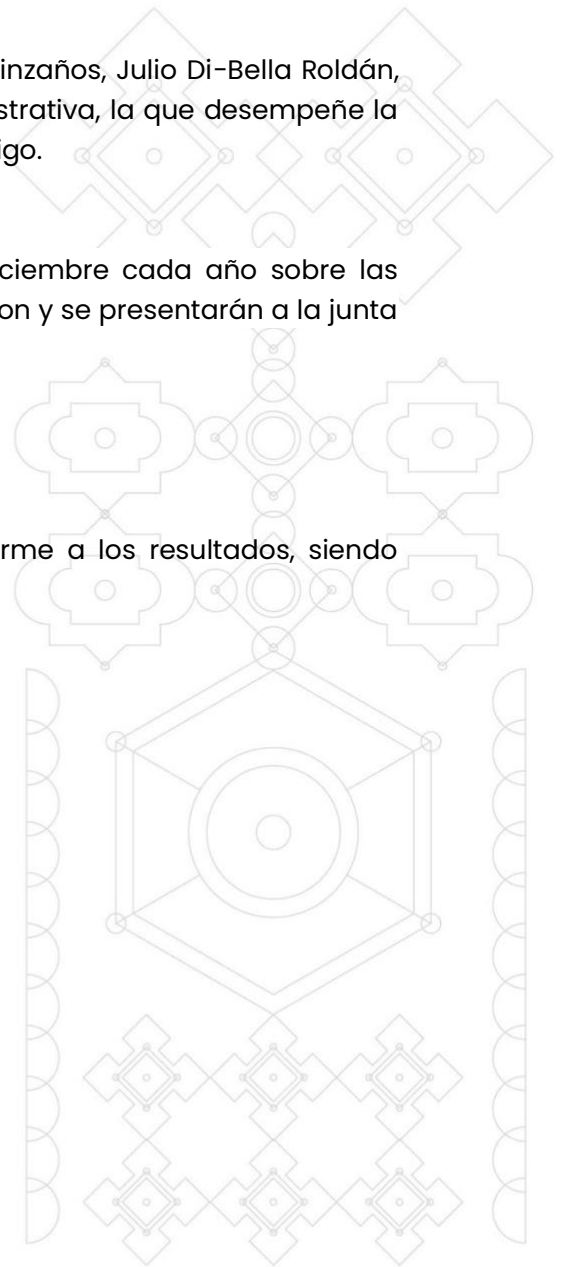 inzaños, Julio Di-Bella Roldán,
strativa, la que desempeñe la
igo.
ciembre cada año sobre las
on y se presentarán a la junta
rme a los resultados, siendo